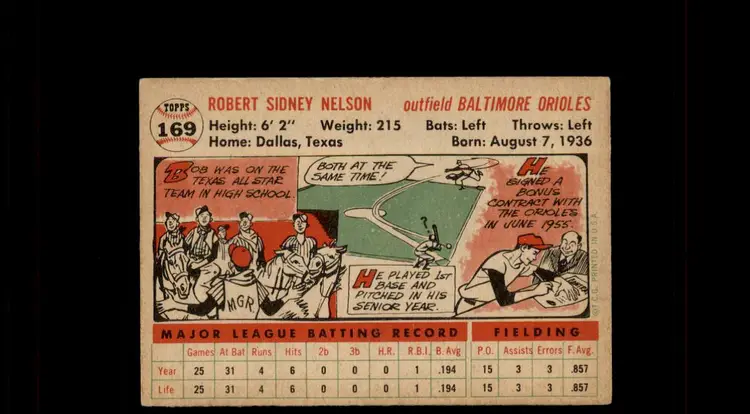 TOPPS
169
ROBERT SIDNEY NELSON outfield BALTIMORE ORIOLES
Height: 6' 2" Weight: 215 Bats: Left Throws: Left
Home: Dallas, Texas Born: August 7, 1936
BOB WAS ON THE
TEXAS ALL STAR
TEAM IN HIGH SCHOOL.
MGR
BOTH AT THE
SAME TIME!
?
HE PLAYED 1ST
BASE AND
PITCHED IN HIS
SENIOR YEAR.
HE
SIGNED A
BONUS
CONTRACT WITH
THE ORIOLES
IN JUNE 1955.
T.C.G. PRINTED IN U.S.A.
MAJOR LEAGUE BATTING RECORD FIELDING
Games At Bat Runs Hits 2b 3b H.R. R.B.I. B. Avg P.O. Assists Errors F. Avg.
Year 25 31 4 6 0 0 0 1 .194 15 3 3 .857
Life 25 31 4 6 0 0 0 1 .194 15 3 3 .857